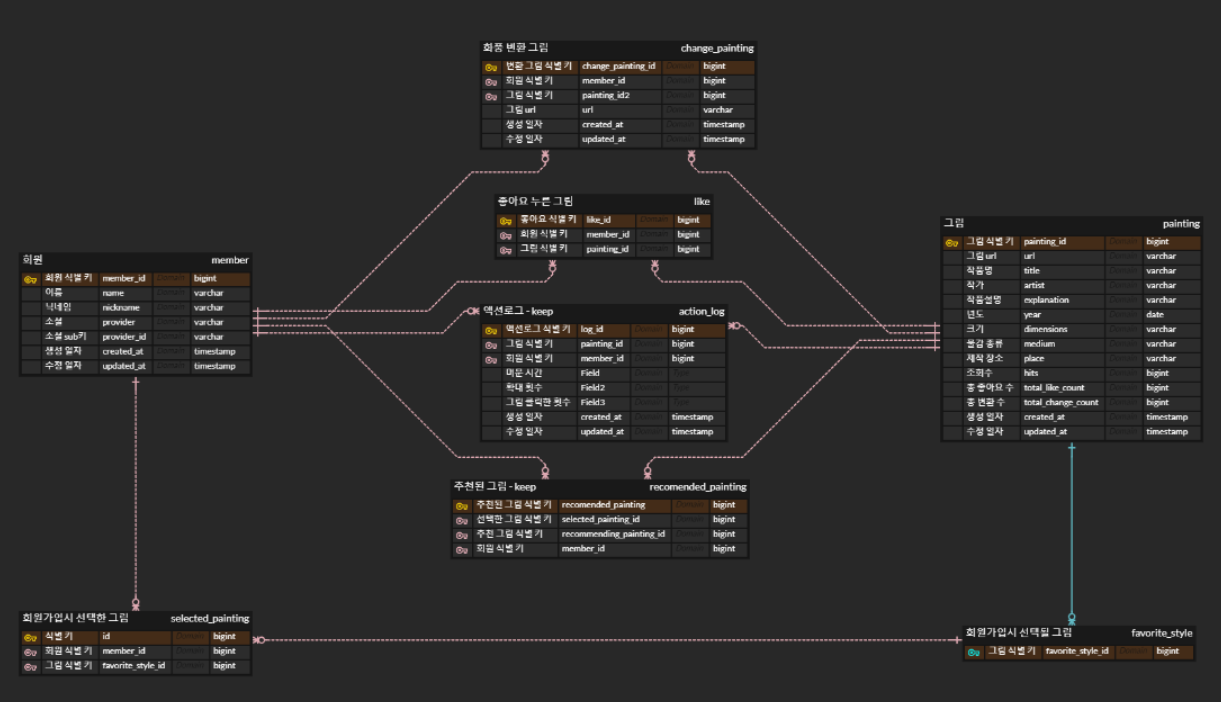 화풍 변환 그림 change_painting
변환 그림 식별 키 change_painting_id Domain bigint
회원 식별 키 member_id Domain bigint
그림 식별 키 painting_id2 Domain bigint
그림 url url Domain varchar
생성 일자 created_at Domain timestamp
수정 일자 updated_at Domain timestamp
좋아요 누른 그림 like
좋아요 식별 키 like_id Domain bigint
회원 식별 키 member_id Domain bigint
그림 식별 키 painting_id Domain bigint
그림 painting
그림 식별 키 painting_id Domain bigint
그림 url url Domain varchar
작품명 title Domain varchar
작가 artist Domain varchar
작품설명 explanation Domain varchar
년도 year Domain date
크기 dimensions Domain varchar
물감 종류 medium Domain varchar
제작 장소 place Domain varchar
조회수 hits Domain bigint
총 좋아요 수 total_like_count Domain bigint
총 변환 수 total_change_count Domain bigint
생성 일자 created_at Domain timestamp
수정 일자 updated_at Domain timestamp
회원 member
회원 식별 키 member_id Domain bigint
이름 name Domain varchar
닉네임 nickname Domain varchar
소셜 provider Domain varchar
소셜 sub키 provider_id Domain varchar
생성 일자 created_at Domain timestamp
수정 일자 updated_at Domain timestamp
액션로그 - keep action_log
액션로그 식별 키 log_id Domain bigint
그림 식별 키 painting_id Domain bigint
회원 식별 키 member_id Domain bigint
머문 시간 Field Domain Type
확대 횟수 Field2 Domain Type
그림 클릭한 횟수 Field3 Domain Type
생성 일자 created_at Domain timestamp
수정 일자 updated_at Domain timestamp
추천된 그림 - keep recomended_painting
추천된 그림 식별 키 recomended_painting Domain bigint
선택한 그림 식별 키 selected_painting_id Domain bigint
추천 그림 식별 키 recommending_painting_id Domain bigint
회원 식별 키 member_id Domain bigint
회원가입시 선택한 그림 selected_painting
식별 키 id Domain bigint
회원 식별 키 member_id Domain bigint
그림 식별 키 favorite_style_id Domain bigint
회원가입시 선택될 그림 favorite_style
그림 식별 키 favorite_style_id Domain bigint